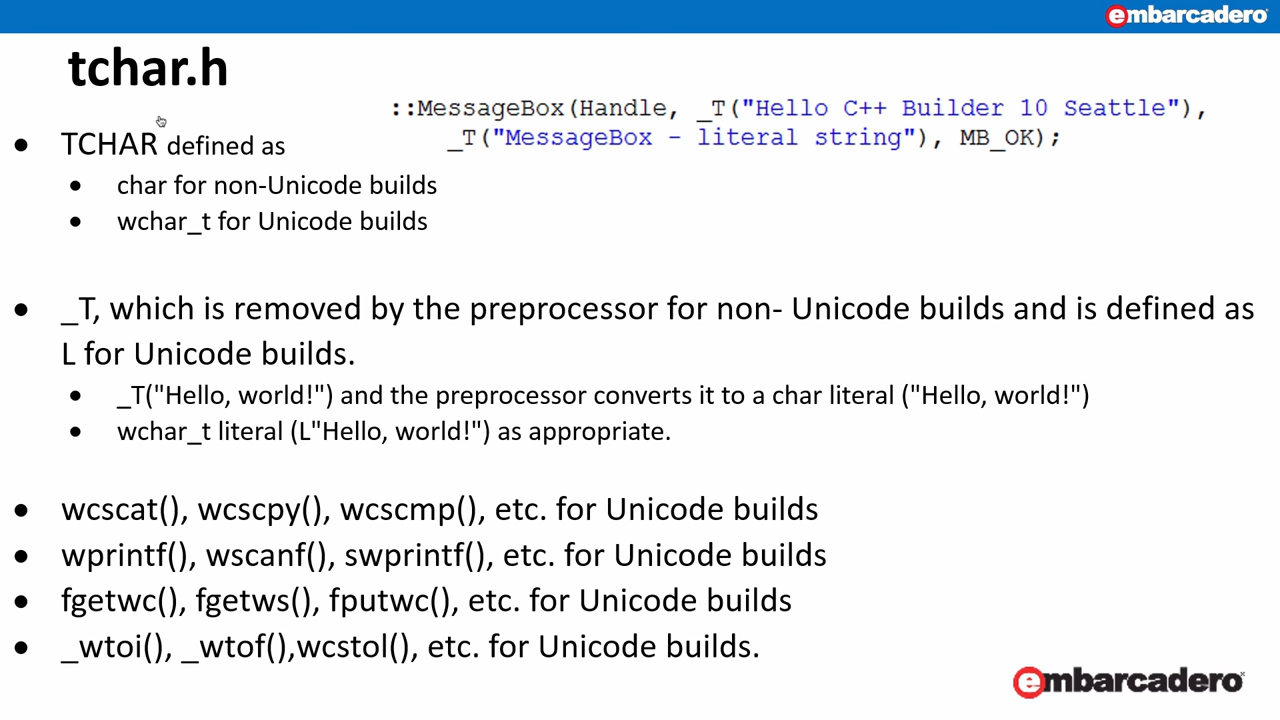 embarcadero
tchar.h
::MessageBox(Handle, _T("Hello C++ Builder 10 Seattle"),
_T("MessageBox - literal string"), MB_OK);
• TCHAR defined as
• char for non-Unicode builds
• wchar_t for Unicode builds
• _T, which is removed by the preprocessor for non- Unicode builds and is defined as
L for Unicode builds.
• _T("Hello, world!") and the preprocessor converts it to a char literal ("Hello, world!")
• wchar_t literal (L"Hello, world!") as appropriate.
• wcscat(), wcscpy(), wcscmp(), etc. for Unicode builds
• wprintf(), wscanf(), swprintf(), etc. for Unicode builds
• fgetwc(), fgetws(), fputwc(), etc. for Unicode builds
• _wtoi(), _wtof(),wcstol(), etc. for Unicode builds.
embarcadero